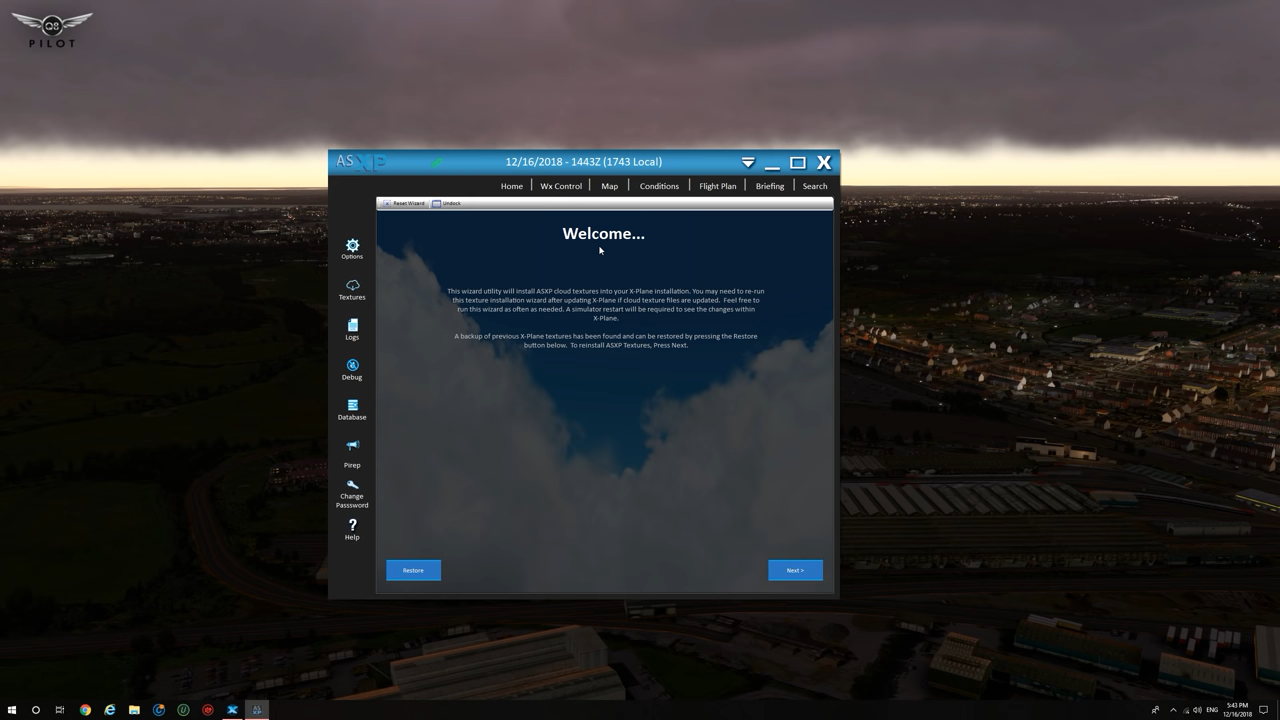 Q8
PILOT
ASXP
12/16/2018 - 1443Z (1743 Local)
X
Home
Wx Control
Map
Conditions
Flight Plan
Briefing
Search
Reset Wizard
Undock
Options
Textures
Logs
Debug
Database
Pirep
Change
Passsword
?
Help
Welcome...
This wizard utility will install ASXP cloud textures into your X-Plane installation. You may need to re-run
this texture installation wizard after updating X-Plane if cloud texture files are updated. Feel free to
run this wizard as often as needed. A simulator restart will be required to see the changes within
X-Plane.
A backup of previous X-Plane textures has been found and can be restored by pressing the Restore
button below. To reinstall ASXP Textures, Press Next.
Restore
Next >
AS
XP
ENG
5:43 PM
12/16/2018